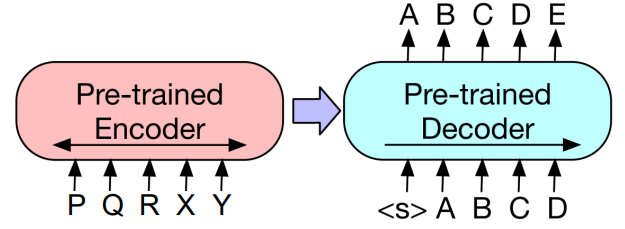 A B C D E
Pre-trained
Encoder
Pre-trained
Decoder
P Q R X Y
<s> A B C D